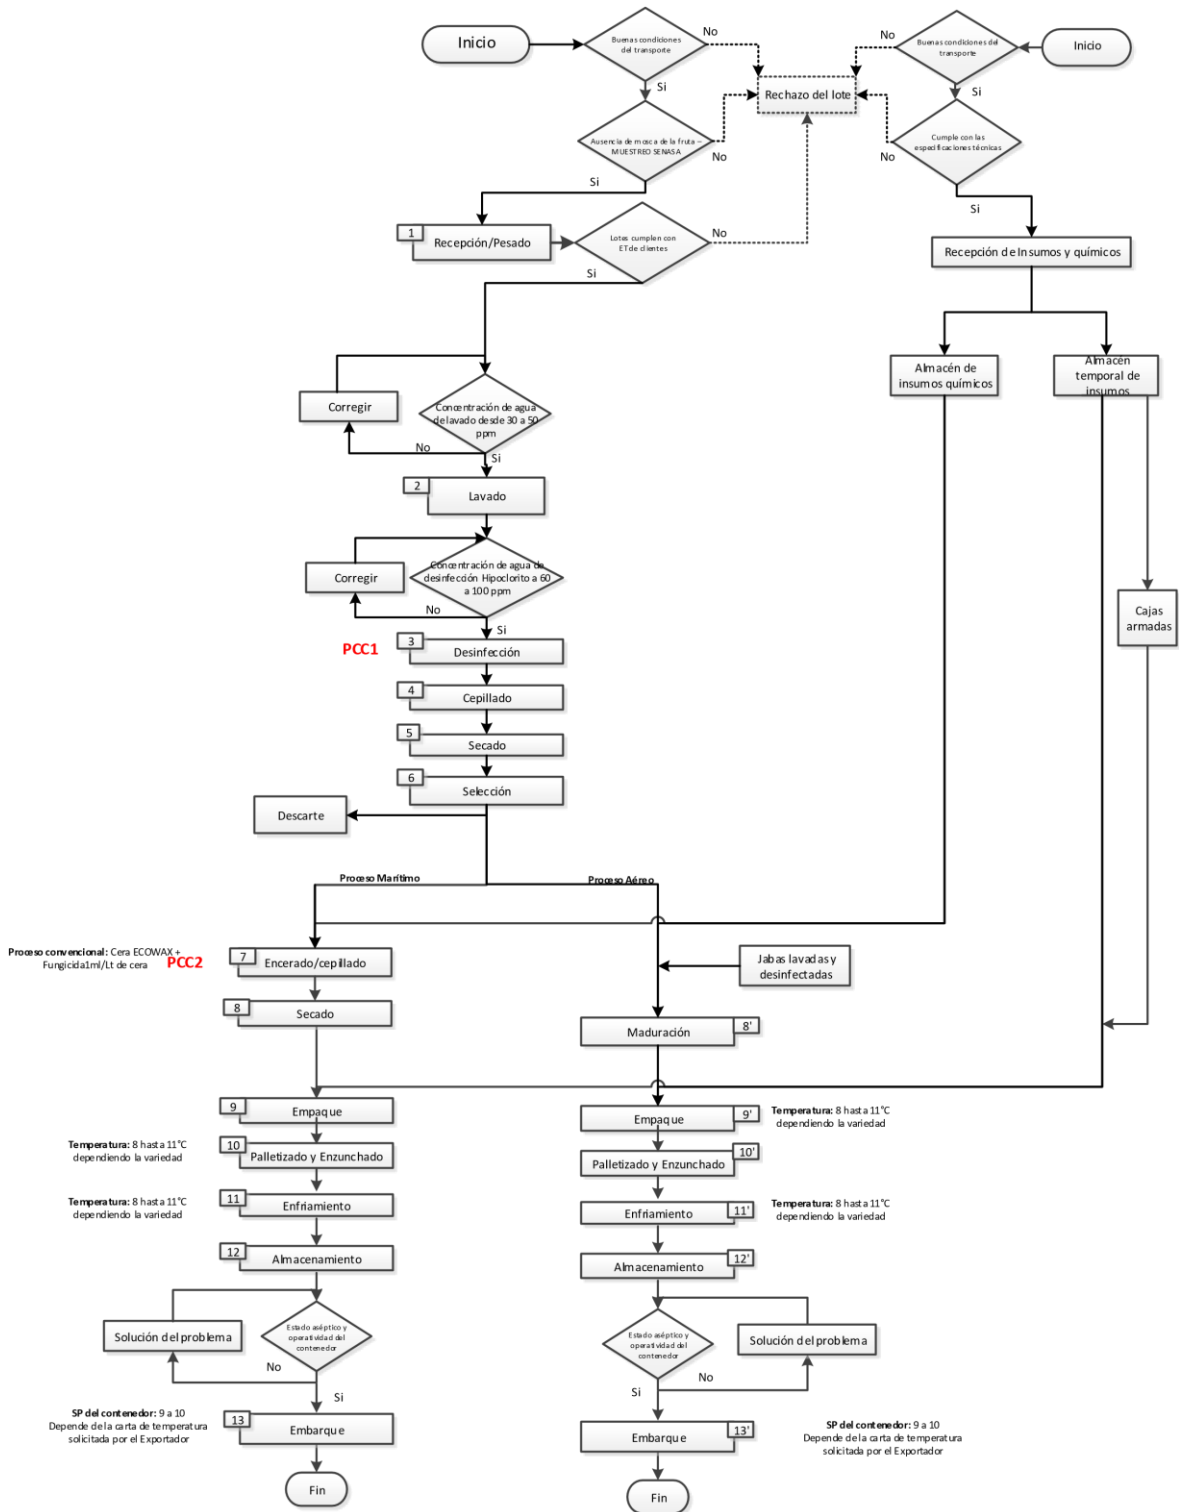 Inicio
Buenas condiciones
del transporte
No
No
Buenas condiciones del
transporte
Inicio
Si
Rechazo del lote
Si
Ausencia de mosca de la fruta –
MUESTREO SENASA
No
No
Cumple con las
especificaciones técnicas
Si
Si
1
Recepción/Pesado
Lotes cumplen con
ET de clientes
No
Recepción de Insumos y químicos
Si
Almacén de
insumos químicos
Almacén
temporal de
insumos
Corregir
Concentración de agua
de lavado desde 30 a 50
ppm
No
Si
2
Lavado
Concentración de agua de
desinfección Hipoclorito a 60
a 100 ppm
Corregir
No
Si
Cajas
armadas
PCC1
3
Desinfección
4
Cepillado
5
Secado
6
Selección
Descarte
Proceso Marítimo
Proceso Aéreo
Proceso convencional: Cera ECOWAX +
Fungicida1ml/Lt de cera
PCC2
7
Encerado/cepillado
Jabas lavadas y
desinfectadas
8
Secado
Maduración
8'
9
Empaque
Empaque
9'
Temperatura: 8 hasta 11°C
dependiendo la variedad
Temperatura: 8 hasta 11°C
dependiendo la variedad
10
Palletizado y Enzunchado
Palletizado y Enzunchado
10'
Temperatura: 8 hasta 11°C
dependiendo la variedad
11
Enfriamiento
Enfriamiento
11'
Temperatura: 8 hasta 11°C
dependiendo la variedad
12
Almacenamiento
Almacenamiento
12'
Solución del problema
Estado aséptico y
operatividad del
contenedor
Estado aséptico y
operatividad del
contenedor
Solución del problema
No
Si
Si
No
SP del contenedor: 9 a 10
Depende de la carta de temperatura
solicitada por el Exportador
13
Embarque
Embarque
13'
SP del contenedor: 9 a 10
Depende de la carta de temperatura
solicitada por el Exportador
Fin
Fin